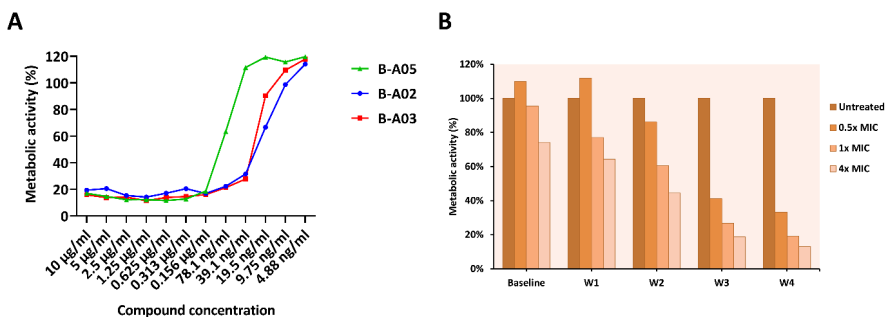 A
120
100
80
60
40
20
0
Metabolic activity (%)
10 µg/ml
5 µg/ml
2.5 µg/ml
1.25 µg/ml
0.625 µg/ml
0.313 µg/ml
0.156 µg/ml
78.1 ng/ml
39.1 ng/ml
19.5 ng/ml
9.75 ng/ml
4.88 ng/ml
Compound concentration
B-A05
B-A02
B-A03
B
120%
100%
80%
60%
40%
20%
0%
Metabolic activity (%)
Baseline
W1
W2
W3
W4
Untreated
0.5x MIC
1x MIC
4x MIC